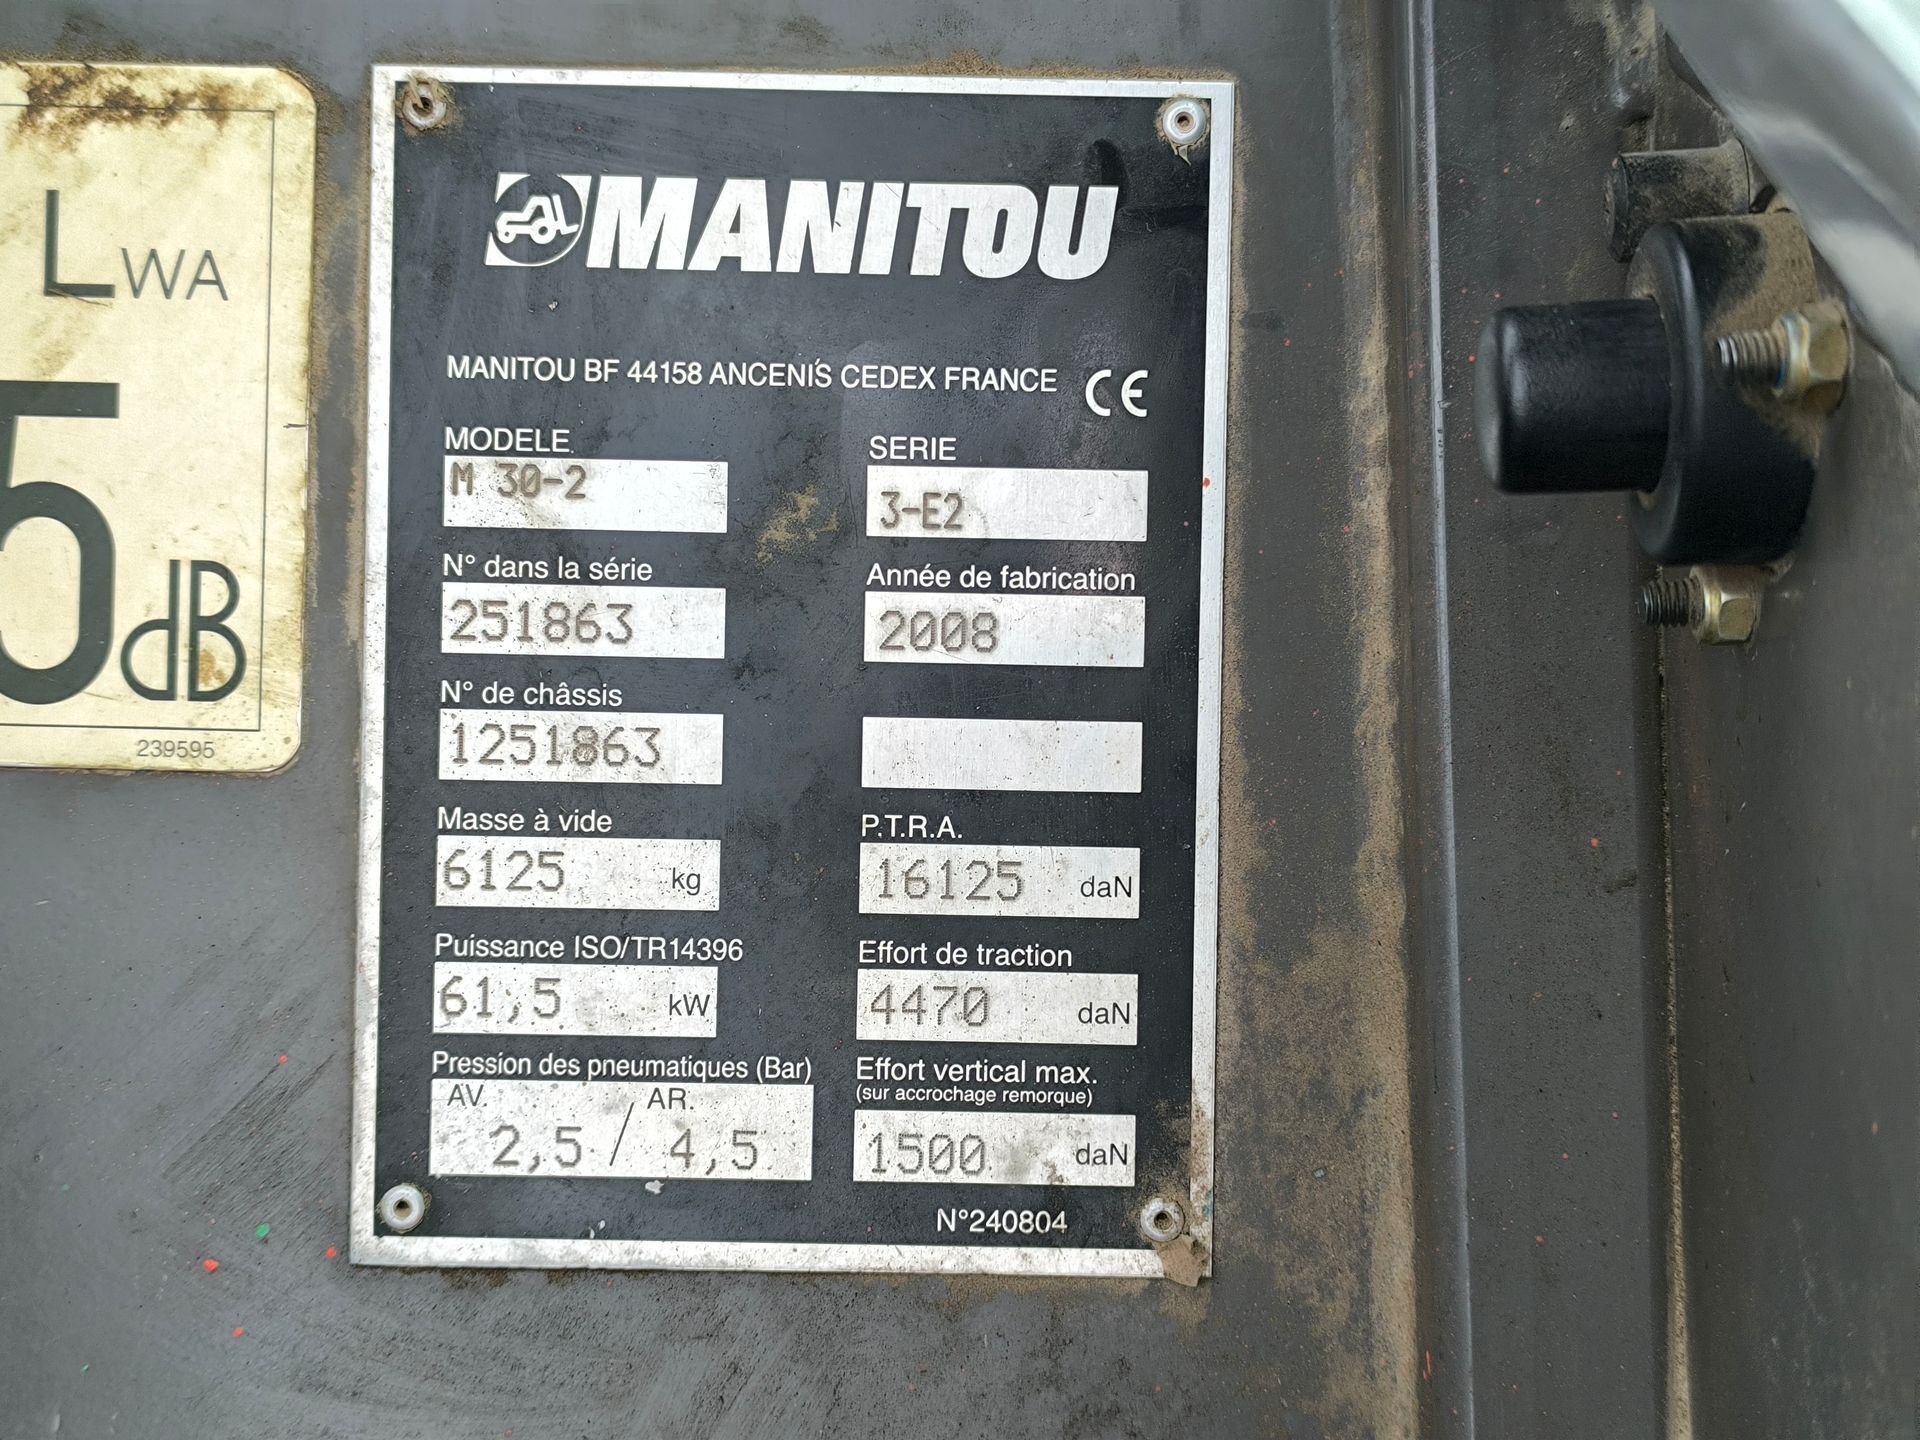 LWA
5 dB
239595
MANITOU
MANITOU BF 44158 ANCENIS CEDEX FRANCE CE
MODELE
M 30-2
SERIE
3-E2
N° dans la série
251863
Année de fabrication
2008
N° de châssis
1251863
Masse à vide
6125 kg
P.T.R.A.
16125 daN
Puissance ISO/TR14396
61,5 kW
Effort de traction
4470 daN
Pression des pneumatiques (Bar)
AV. AR.
2,5 / 4,5
Effort vertical max.
(sur accrochage remorque)
1500 daN
N°240804